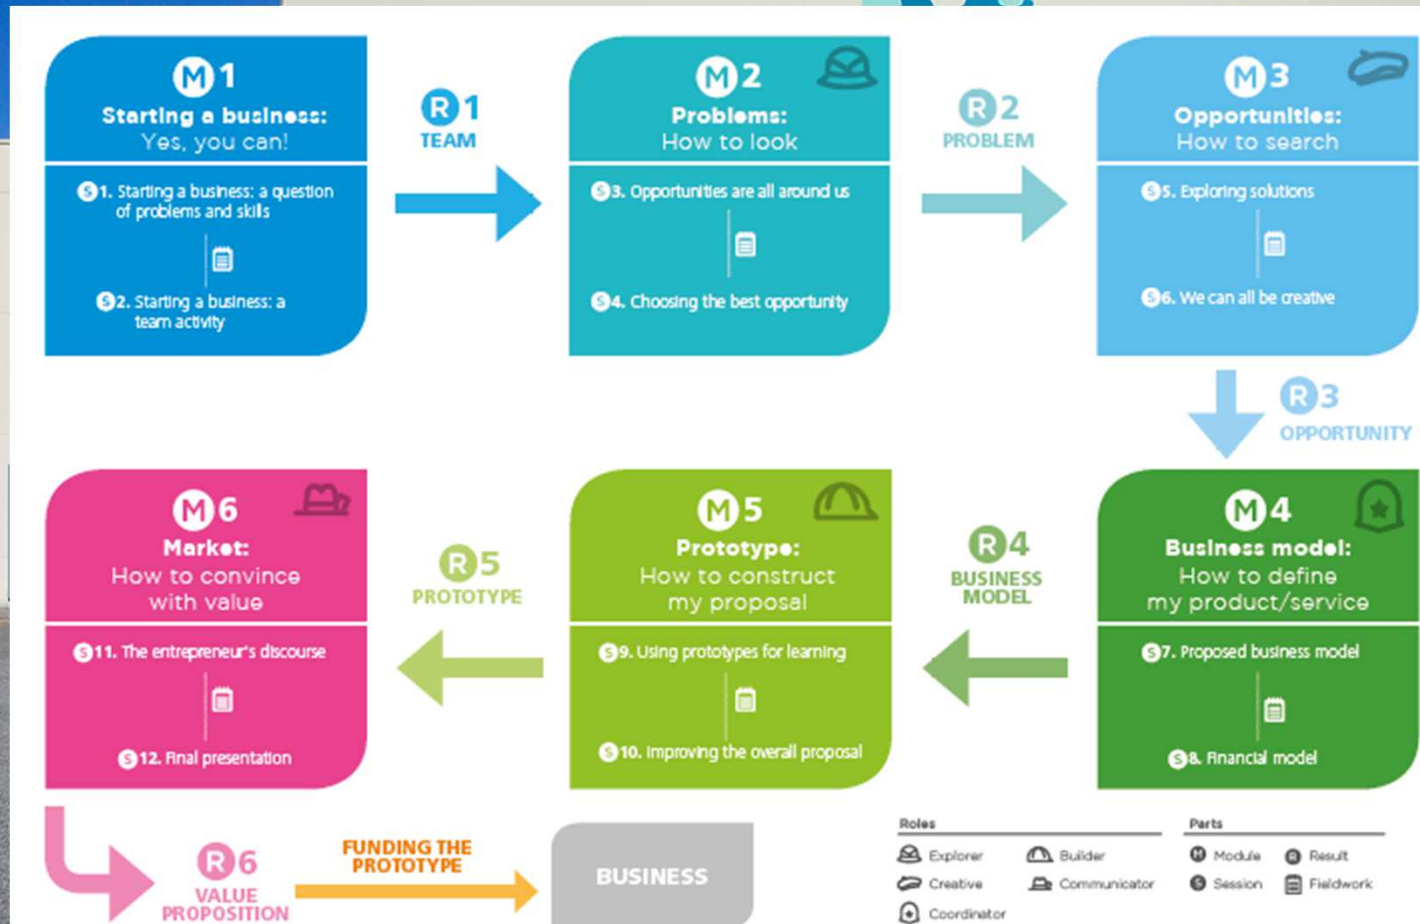 M1
Starting a business:
Yes, you can!
S1. Starting a business: a question
of problems and skills
S2. Starting a business: a
team activity
R1
TEAM
M2
Problems:
How to look
S3. Opportunities are all around us
S4. Choosing the best opportunity
R2
PROBLEM
M3
Opportunities:
How to search
S5. Exploring solutions
S6. We can all be creative
R3
OPPORTUNITY
M4
Business model:
How to define
my product/service
S7. Proposed business model
S8. Financial model
R4
BUSINESS
MODEL
M5
Prototype:
How to construct
my proposal
S9. Using prototypes for learning
S10. Improving the overall proposal
R5
PROTOTYPE
M6
Market:
How to convince
with value
S11. The entrepreneur's discourse
S12. Final presentation
R6
VALUE
PROPOSITION
FUNDING THE
PROTOTYPE
BUSINESS
Roles
Explorer
Builder
Creative
Communicator
Coordinator
Parts
M Module
R Result
S Session
Fieldwork